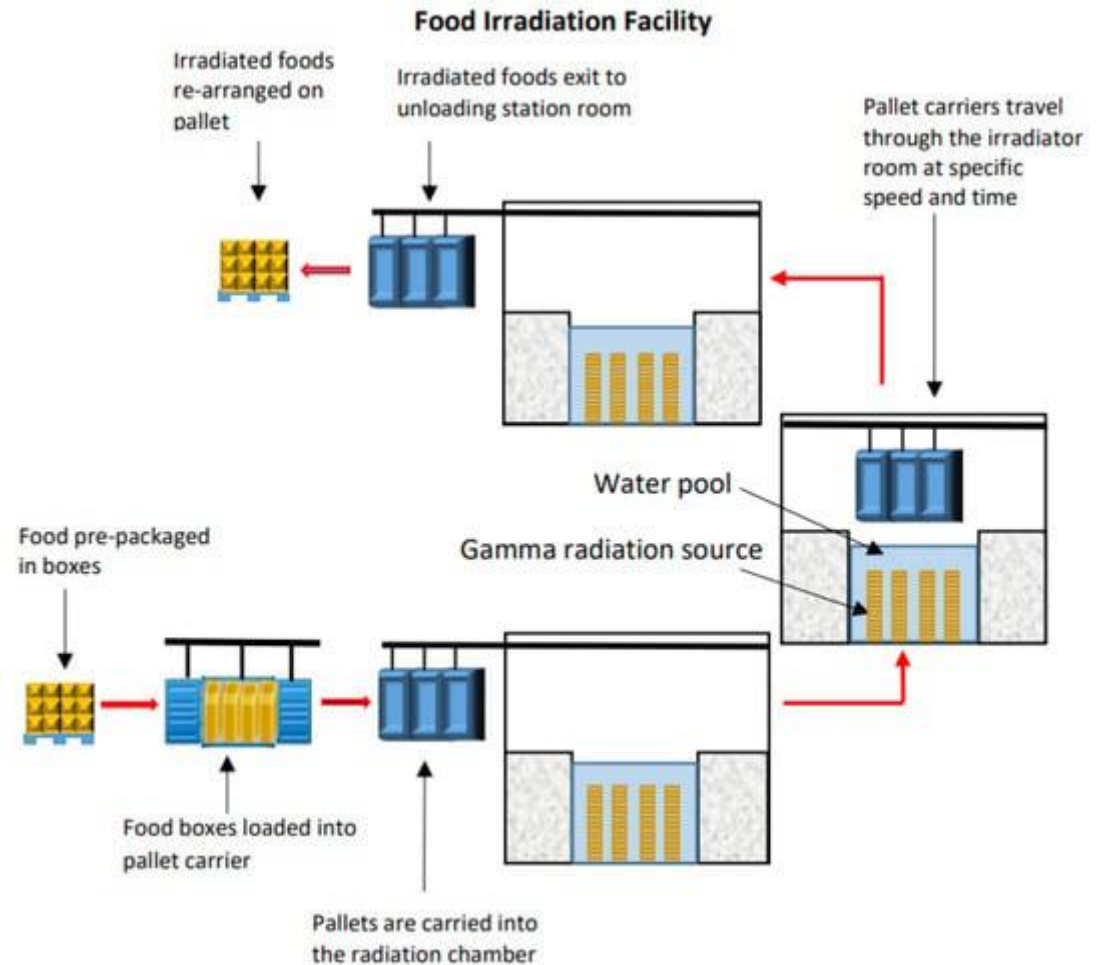 Food Irradiation Facility
Irradiated foods
re-arranged on
pallet
Irradiated foods exit to
unloading station room
Pallet carriers travel
through the irradiator
room at specific
speed and time
Water pool
Gamma radiation source
Food pre-packaged
in boxes
Food boxes loaded into
pallet carrier
Pallets are carried into
the radiation chamber